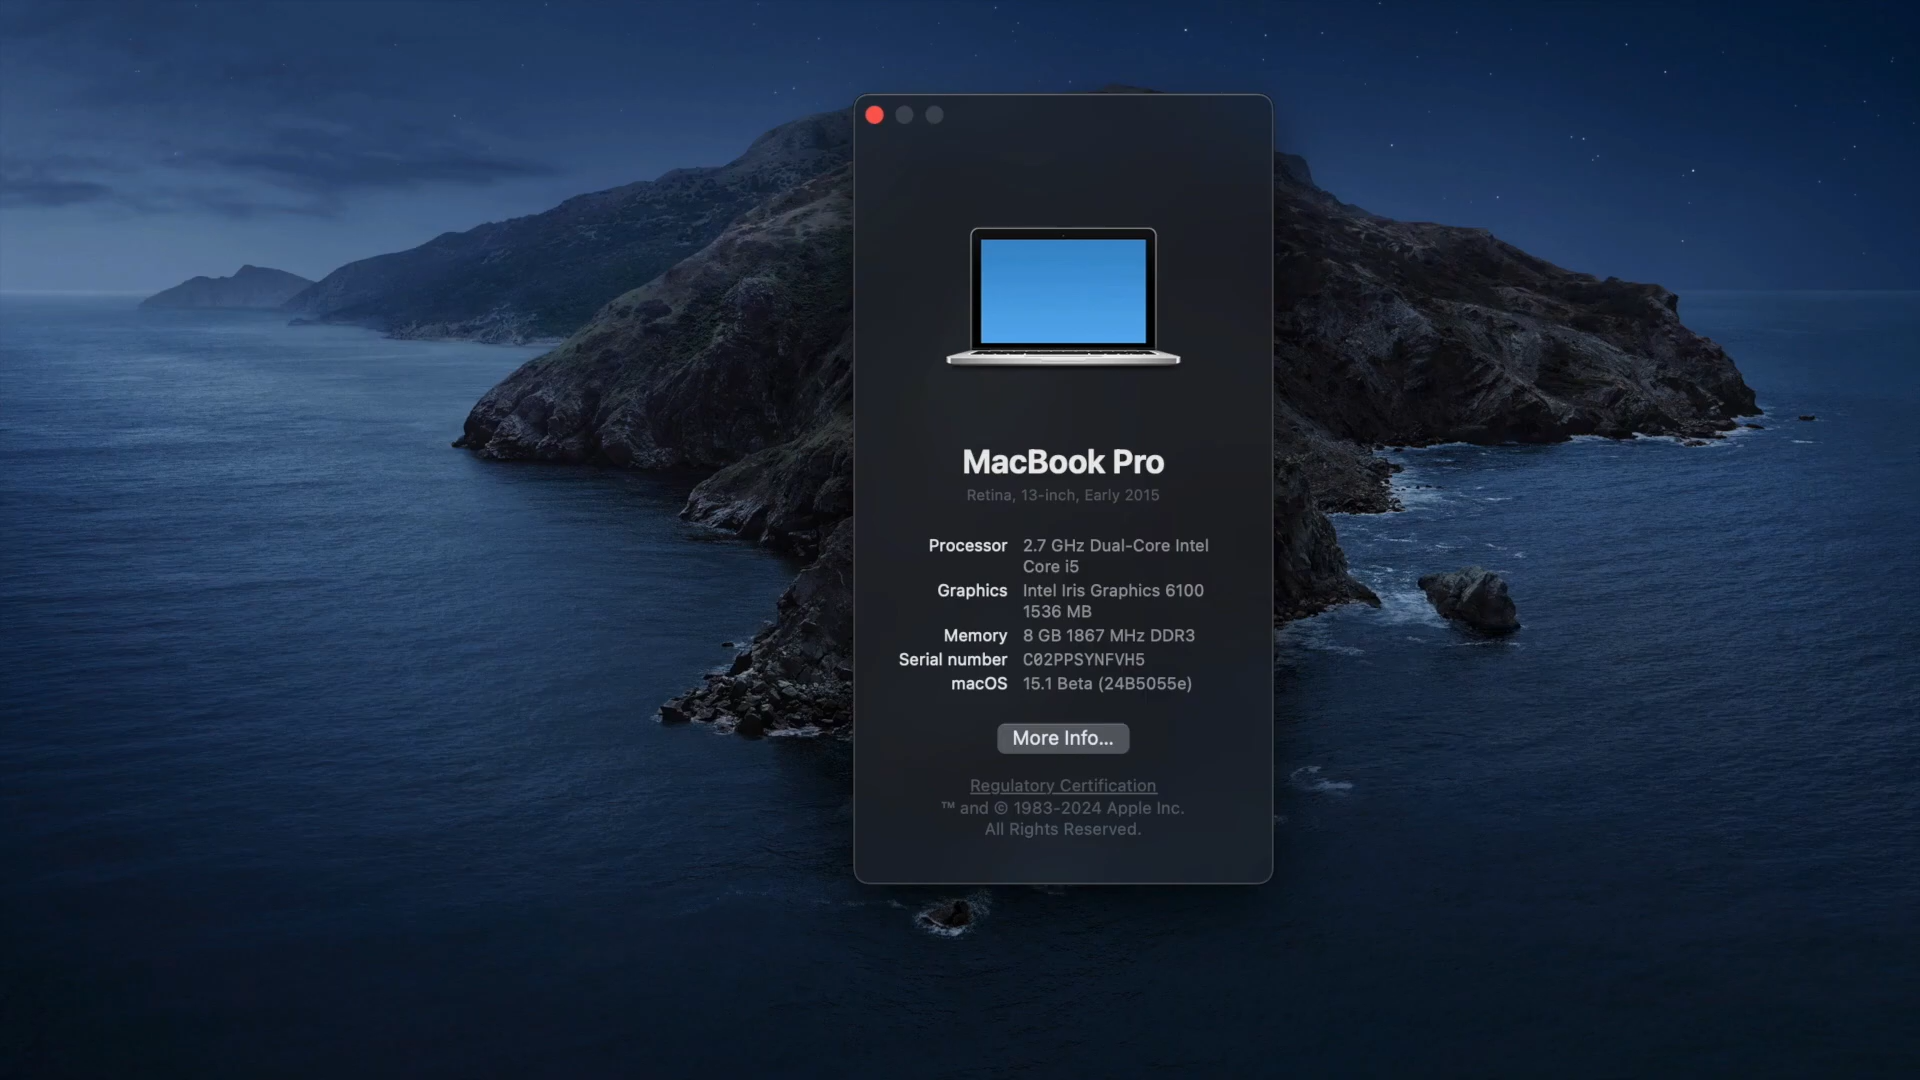 MacBook Pro
Retina, 13-inch, Early 2015
Processor 2.7 GHz Dual-Core Intel
Core i5
Graphics Intel Iris Graphics 6100
1536 MB
Memory 8 GB 1867 MHz DDR3
Serial number C02PPSYNFVH5
macOS 15.1 Beta (24B5055e)
More Info...
Regulatory Certification
™ and © 1983-2024 Apple Inc.
All Rights Reserved.